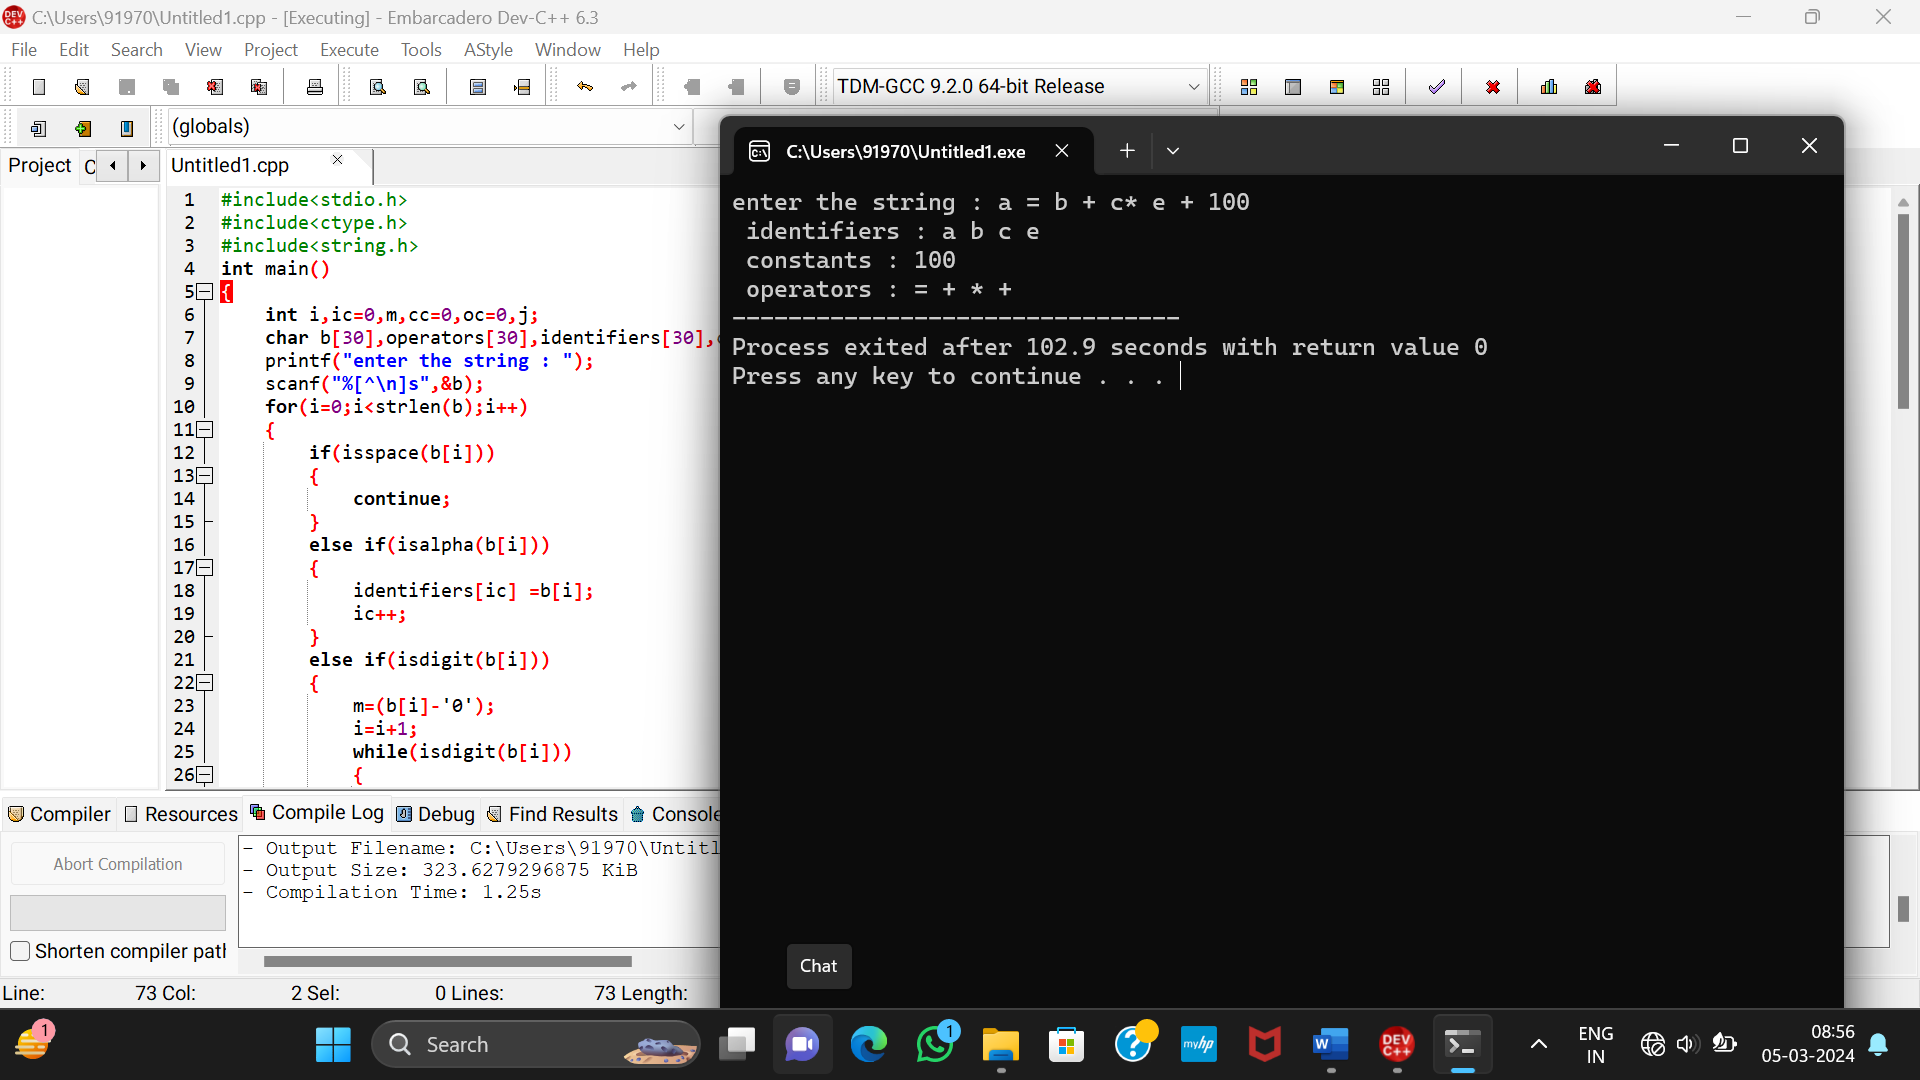 C:\Users\91970\Untitled1.cpp - [Executing] - Embarcadero Dev-C++ 6.3
File Edit Search View Project Execute Tools AStyle Window Help
TDM-GCC 9.2.0 64-bit Release
(globals)
Project
Untitled1.cpp
1 #include<stdio.h>
2 #include<ctype.h>
3 #include<string.h>
4 int main()
5 {
6 int i,ic=0,m,cc=0,oc=0,j;
7 char b[30],operators[30],identifiers[30],
8 printf("enter the string : ");
9 scanf("%[^\n]s",&b);
10 for(i=0;i<strlen(b);i++)
11 {
12 if(isspace(b[i]))
13 {
14 continue;
15 }
16 else if(isalpha(b[i]))
17 {
18 identifiers[ic] =b[i];
19 ic++;
20 }
21 else if(isdigit(b[i]))
22 {
23 m=(b[i]-'0');
24 i=i+1;
25 while(isdigit(b[i]))
26 {
C:\Users\91970\Untitled1.exe
enter the string : a = b + c* e + 100
identifiers : a b c e
constants : 100
operators : = + * +
--------------------------------
Process exited after 102.9 seconds with return value 0
Press any key to continue . . .
Compiler Resources Compile Log Debug Find Results Console
Abort Compilation
Shorten compiler path
- Output Filename: C:\Users\91970\Untitl
- Output Size: 323.6279296875 KiB
- Compilation Time: 1.25s
Chat
Line: 73 Col: 2 Sel: 0 Lines: 73 Length:
1
Search
1
myhp
W
DEV C++
ENG
IN
08:56
05-03-2024